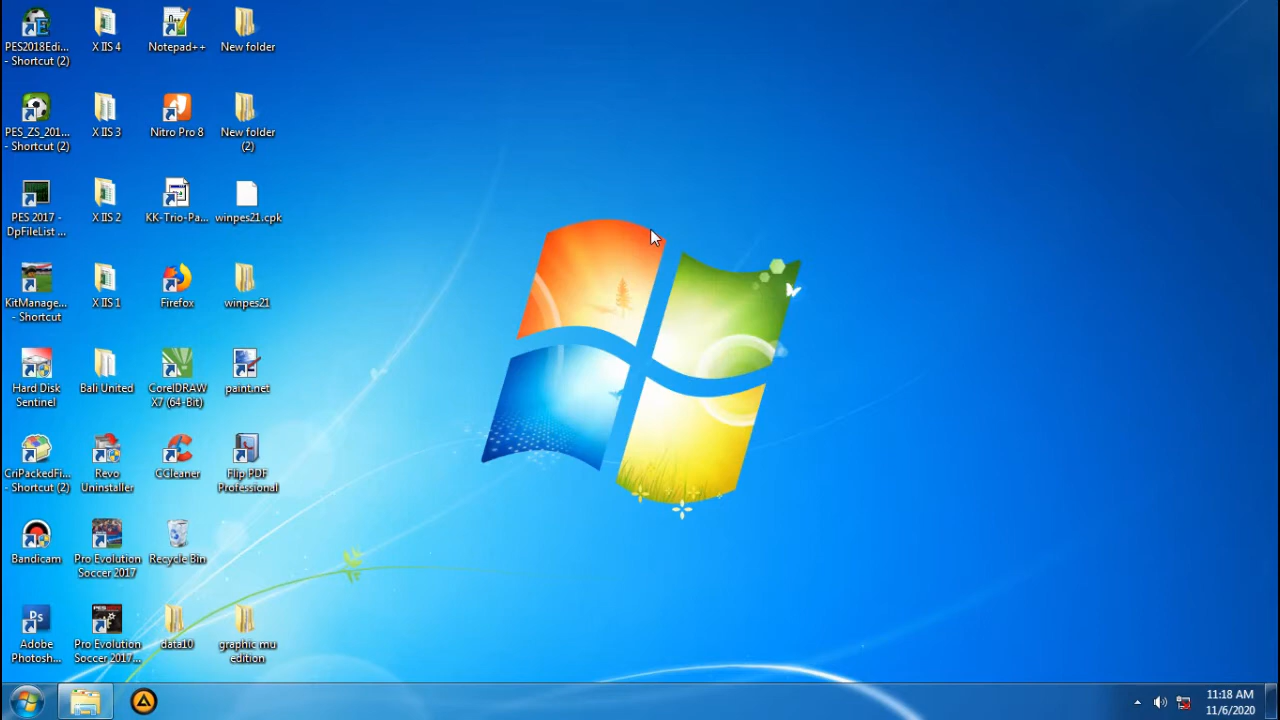 PES2018Edi...
- Shortcut (2)
X IIS 4
Notepad++
New folder
PES_ZS_201...
- Shortcut (2)
X IIS 3
Nitro Pro 8
New folder
(2)
PES 2017 -
DpFileList ...
X IIS 2
KK-Trio-Pa...
winpes21.cpk
KitManage...
- Shortcut
X IIS 1
Firefox
winpes21
Hard Disk
Sentinel
Bali United
CorelDRAW
X7 (64-Bit)
paint.net
CriPackedFi...
- Shortcut (2)
Revo
Uninstaller
CCleaner
Flip PDF
Professional
Bandicam
Pro Evolution
Soccer 2017
Recycle Bin
Ps
Adobe
Photosh...
Pro Evolution
Soccer 2017...
data10
graphic mu
edition
11:18 AM
11/6/2020